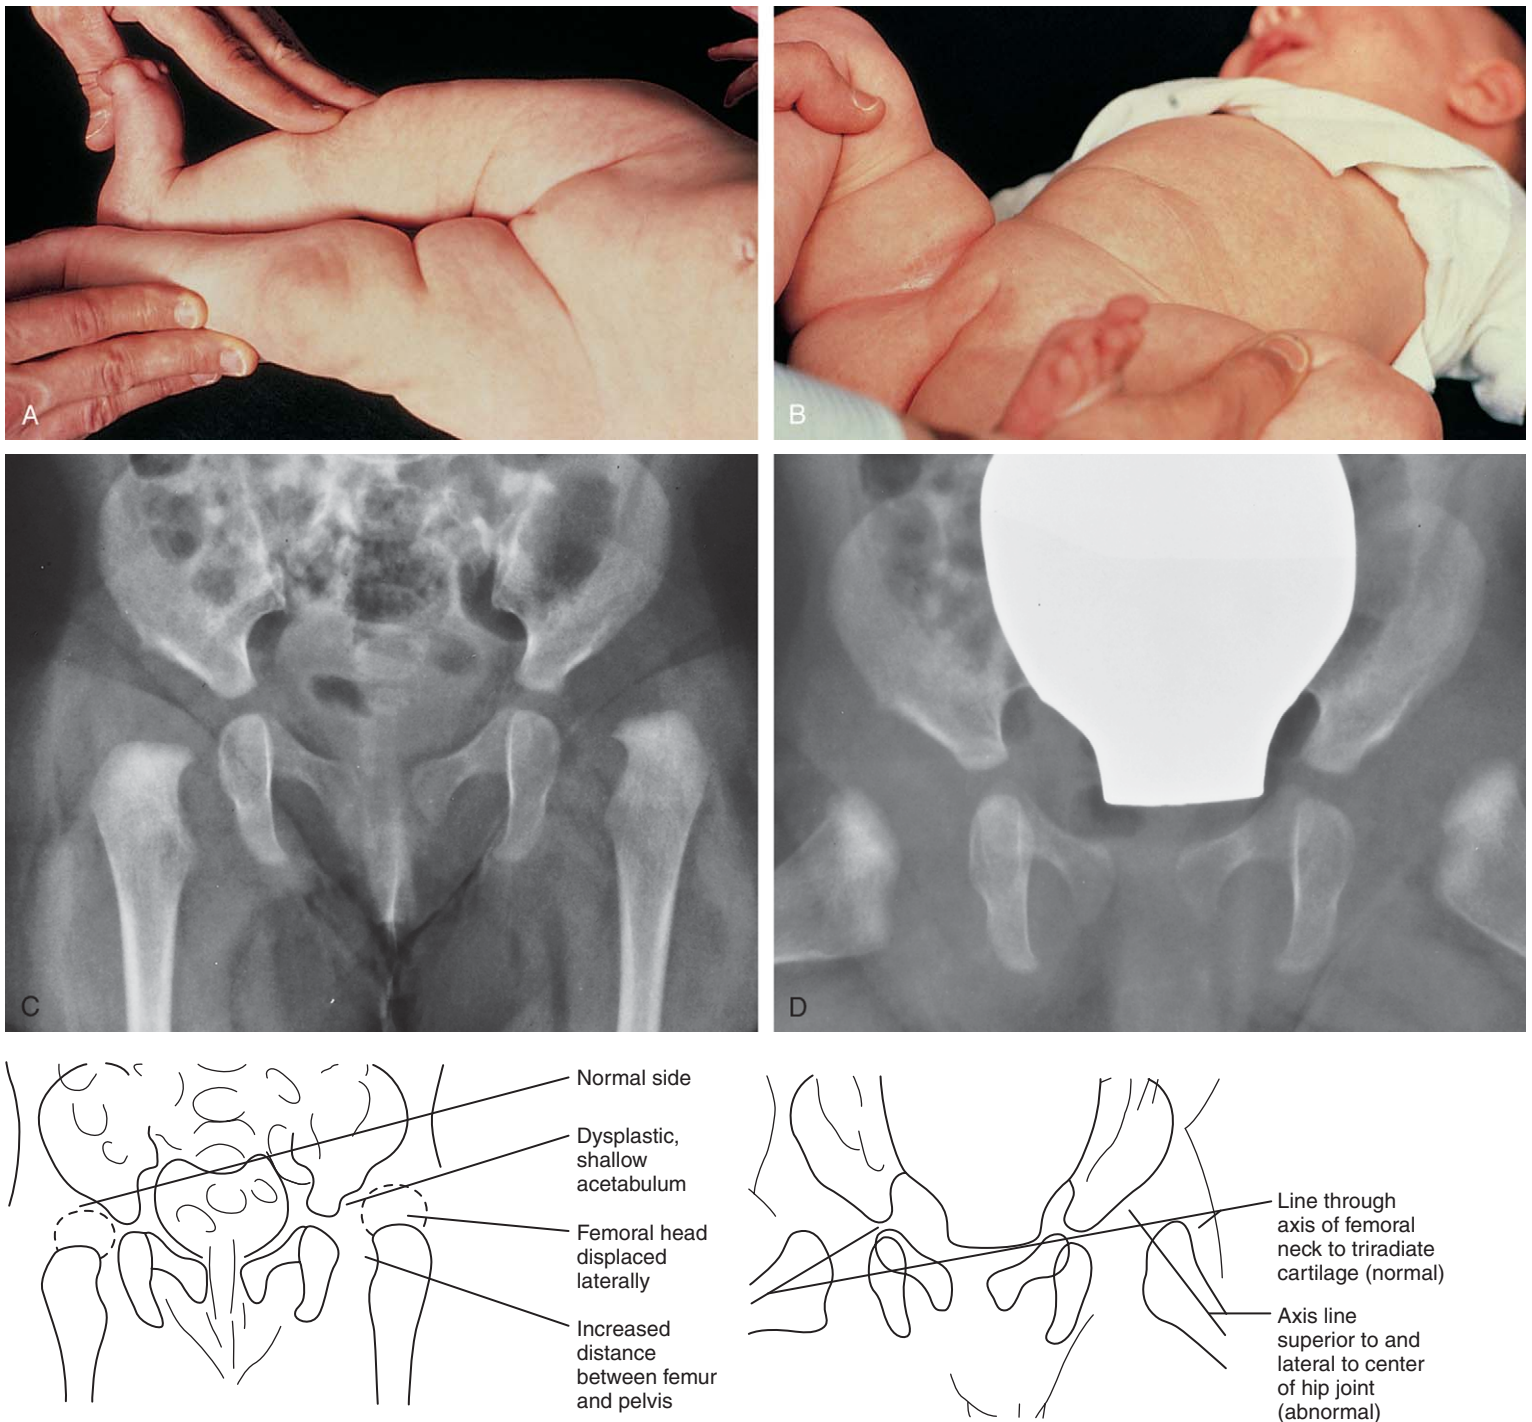 A
B
C
D
Normal side
Dysplastic,
shallow
acetabulum
Femoral head
displaced
laterally
Increased
distance
between femur
and pelvis
Line through
axis of femoral
neck to triradiate
cartilage (normal)
Axis line
superior to and
lateral to center
of hip joint
(abnormal)